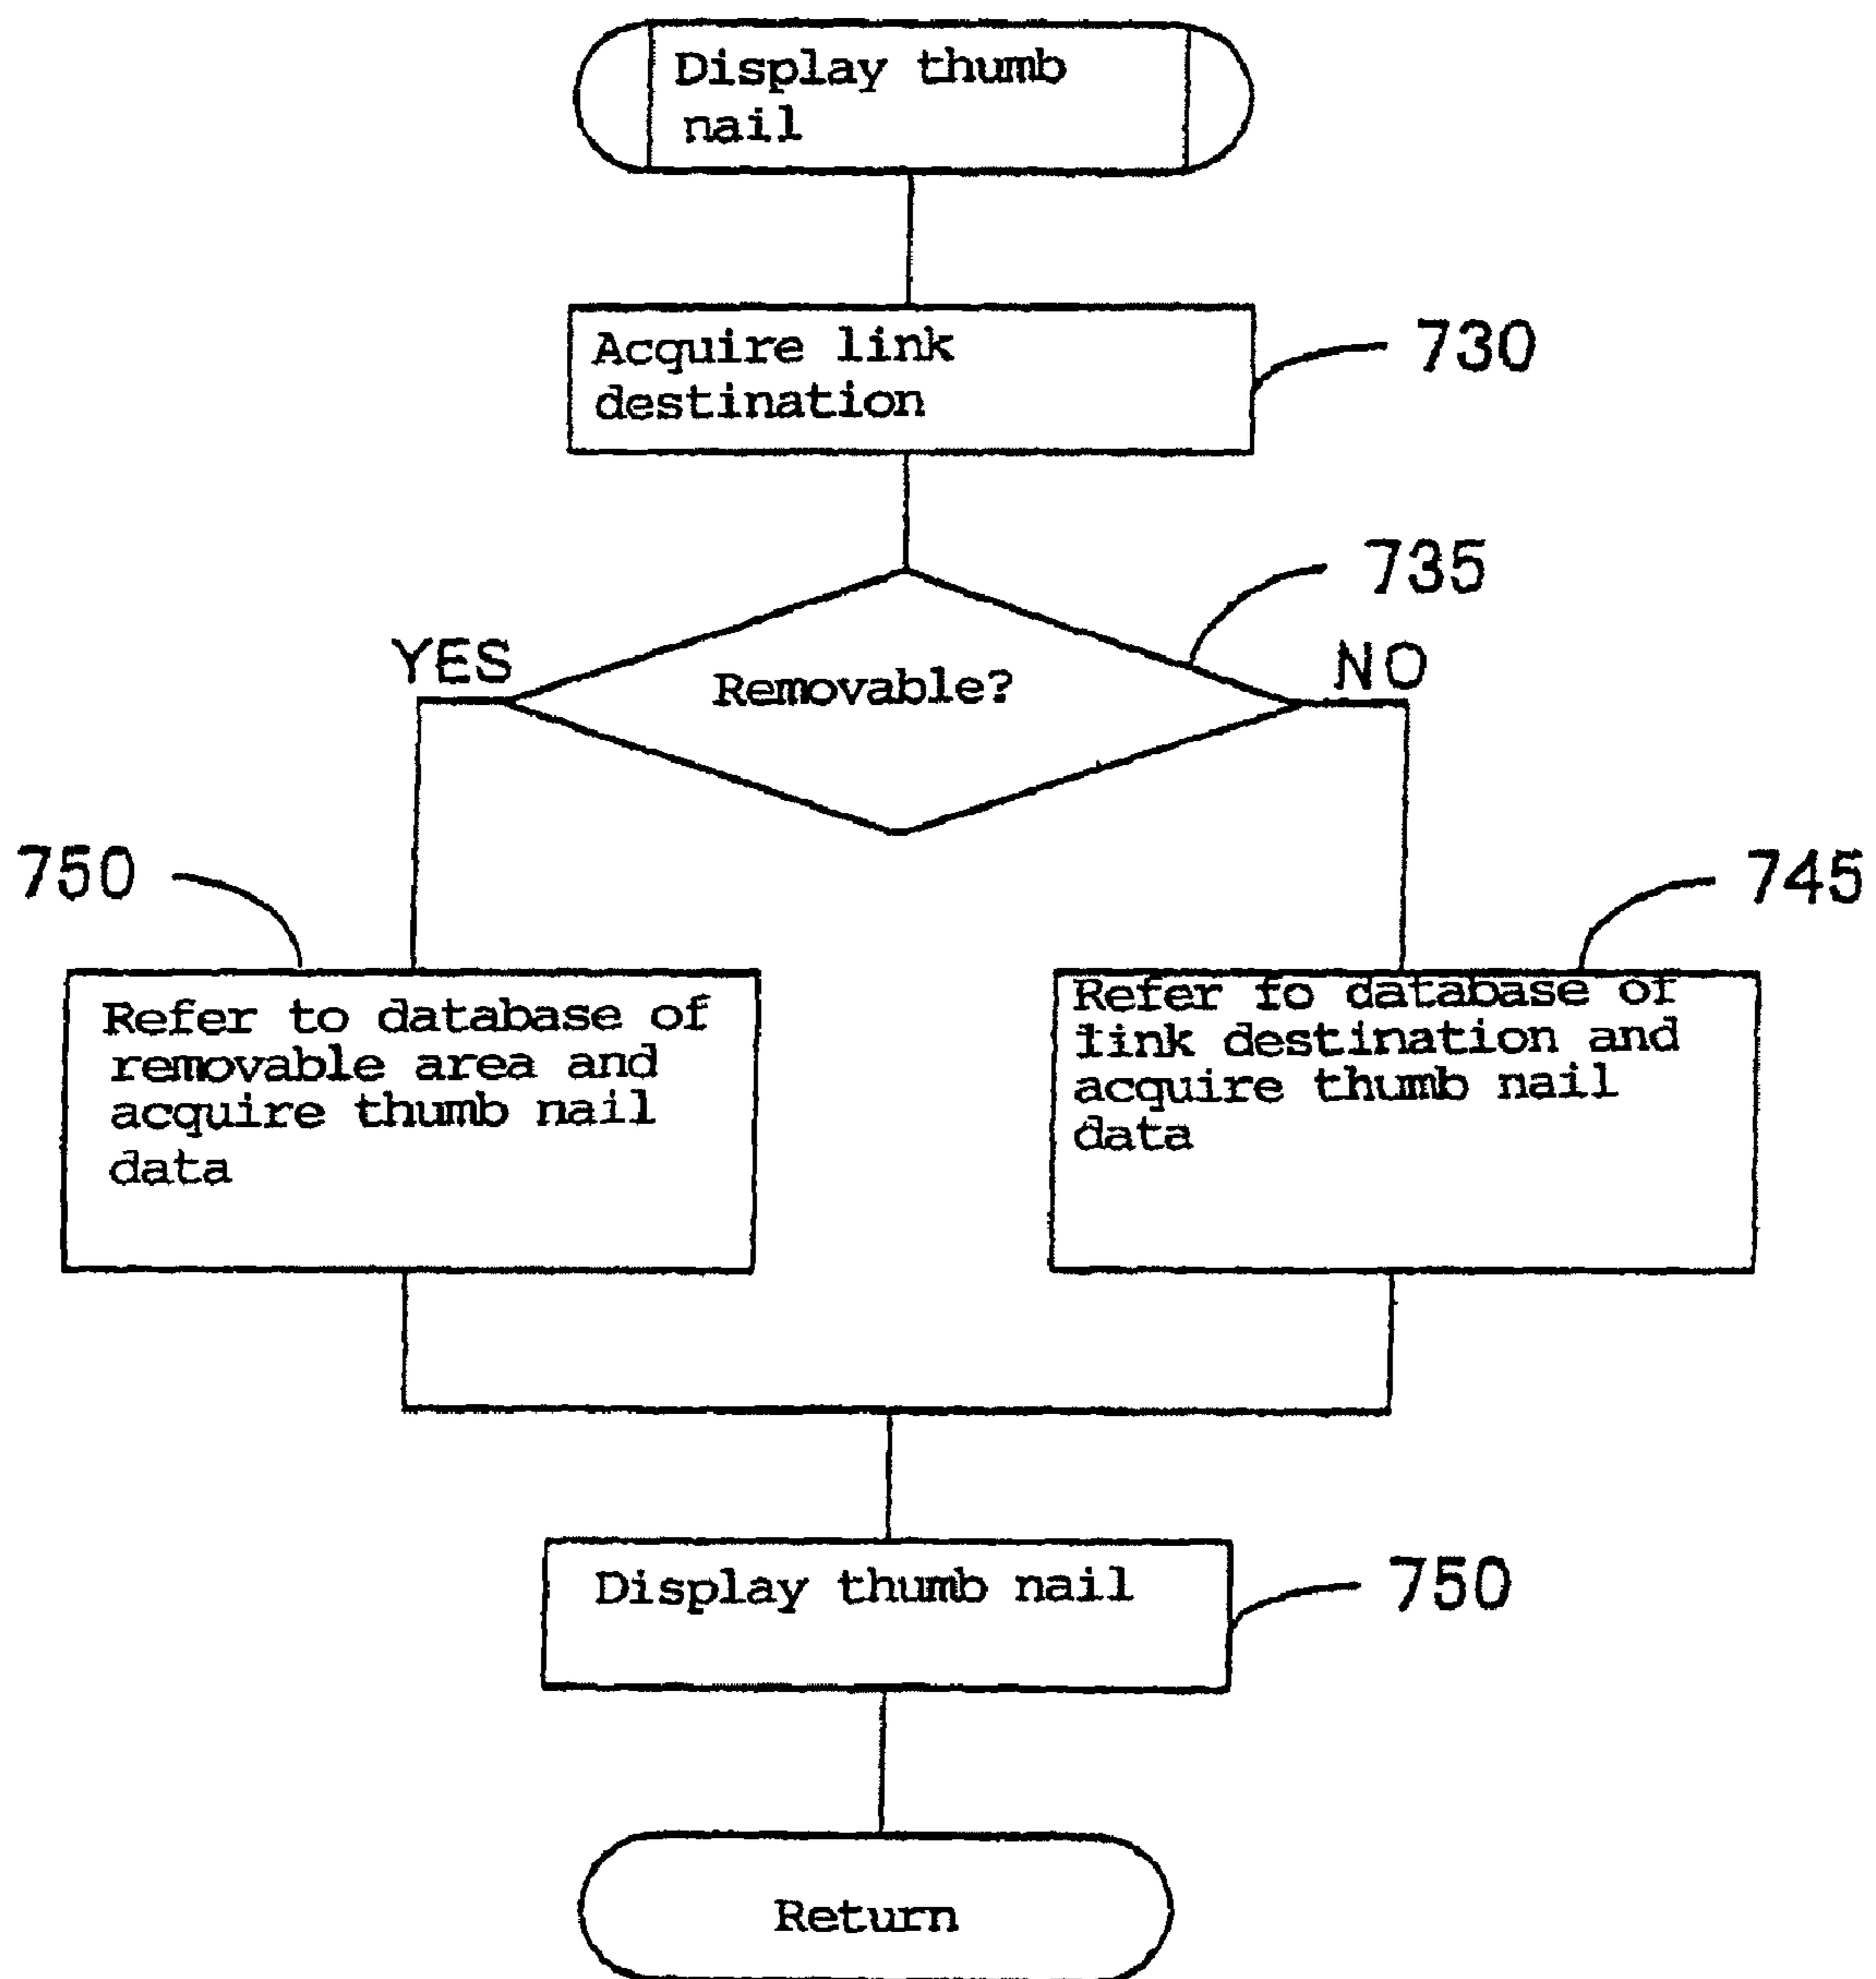 Display thumb
nail
Acquire link
destination
730
735
YES
NO
Removable?
750
745
Refer to database of
removable area and
acquire thumb nail
data
Refer fo database of
link destination and
acquire thumb nail
data
Display thumb nail
750
Return